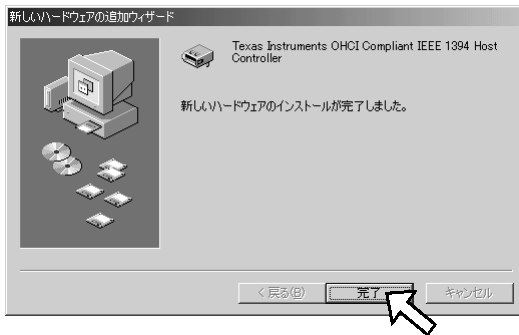 新しいハードウェアの追加ウィザード
Texas Instruments OHCI Compliant IEEE 1394 Host
Controller
新しいハードウェアのインストールが完了しました。
< 戻る(B)
完了
キャンセル